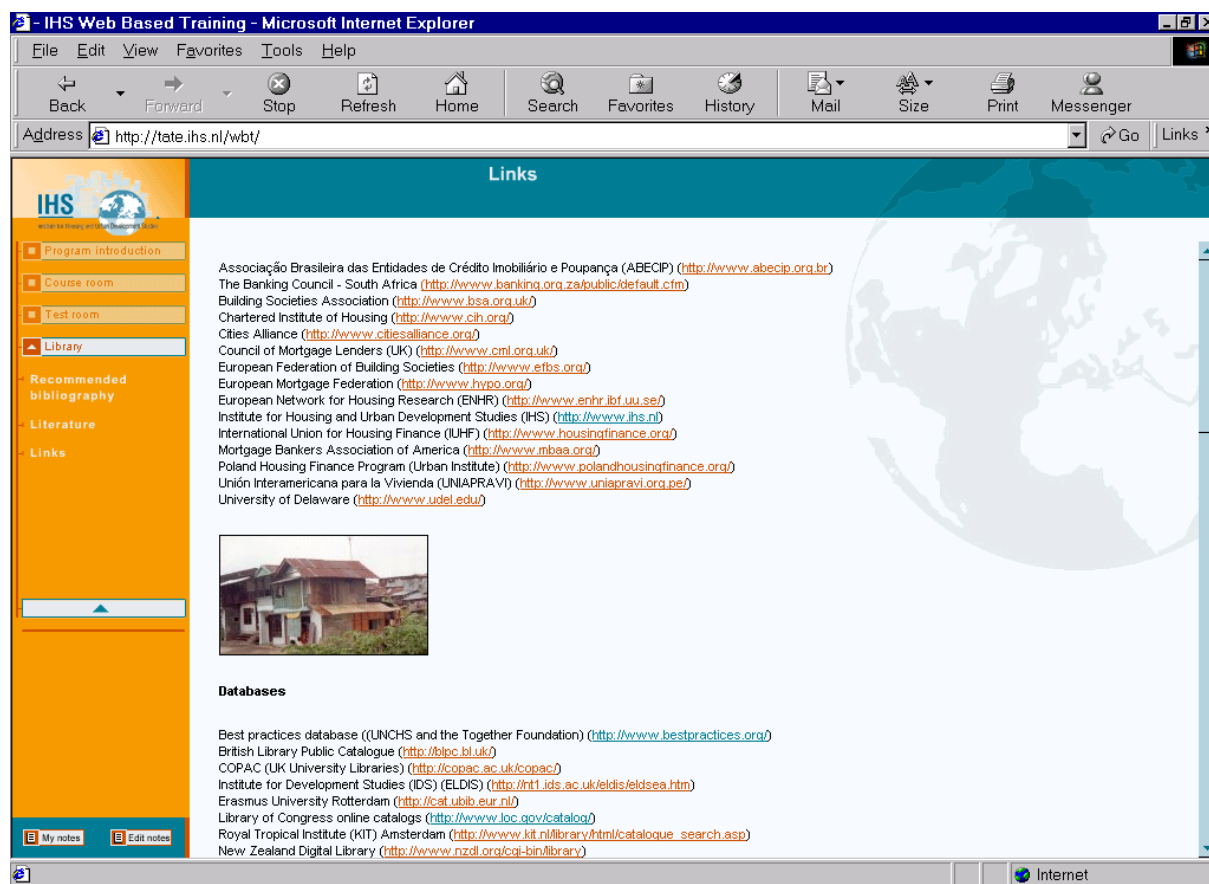 - IHS Web Based Training - Microsoft Internet Explorer
File Edit View Favorites Tools Help
Back Forward Stop Refresh Home Search Favorites History Mail Size Print Messenger
Address http://tate.ihs.nl/wbt/ Go Links
Links
IHS
Program introduction
Course room
Test room
Library
Recommended
bibliography
Literature
Links
Associação Brasileira das Entidades de Crédito Imobiliário e Poupança (ABECIP) (http://www.abecip.org.br)
The Banking Council - South Africa (http://www.banking.org.za/public/default.cfm)
Building Societies Association (http://www.bsa.org.uk/)
Chartered Institute of Housing (http://www.cih.org/)
Cities Alliance (http://www.citiesalliance.org/)
Council of Mortgage Lenders (UK) (http://www.cml.org.uk/)
European Federation of Building Societies (http://www.efbs.org/)
European Mortgage Federation (http://www.hypo.org/)
European Network for Housing Research (ENHR) (http://www.enhr.ibf.uu.se/)
Institute for Housing and Urban Development Studies (IHS) (http://www.ihs.nl)
International Union for Housing Finance (IUHF) (http://www.housingfinance.org/)
Mortgage Bankers Association of America (http://www.mbaa.org/)
Poland Housing Finance Program (Urban Institute) (http://www.polandhousingfinance.org/)
Unión Interamericana para la Vivienda (UNIAPRAVI) (http://www.uniapravi.org.pe/)
University of Delaware (http://www.udel.edu/)
Databases
Best practices database ((UNCHS and the Together Foundation) (http://www.bestpractices.org/)
British Library Public Catalogue (http://blpc.bl.uk/)
COPAC (UK University Libraries) (http://copac.ac.uk/copac/)
Institute for Development Studies (IDS) (ELDIS) (http://nt1.ids.ac.uk/eldis/eldsea.htm)
Erasmus University Rotterdam (http://cat.ubib.eur.nl/)
Library of Congress online catalogs (http://www.loc.gov/catalog/)
Royal Tropical Institute (KIT) Amsterdam (http://www.kit.nl/library/html/catalogue_search.asp)
New Zealand Digital Library (http://www.nzdl.org/cgi-bin/library)
My notes Edit notes
Internet